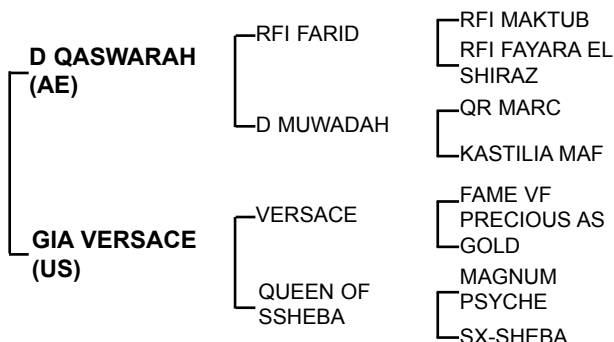 RFI MAKTUB
RFI FARID
RFI FAYARA EL
SHIRAZ
D QASWARAH
(AE)
QR MARC
D MUWADAH
KASTILIA MAF
FAME VF
VERSACE
PRECIOUS AS
GOLD
GIA VERSACE
(US)
MAGNUM
PSYCHE
QUEEN OF
SSHEBA
SX-SHEBA